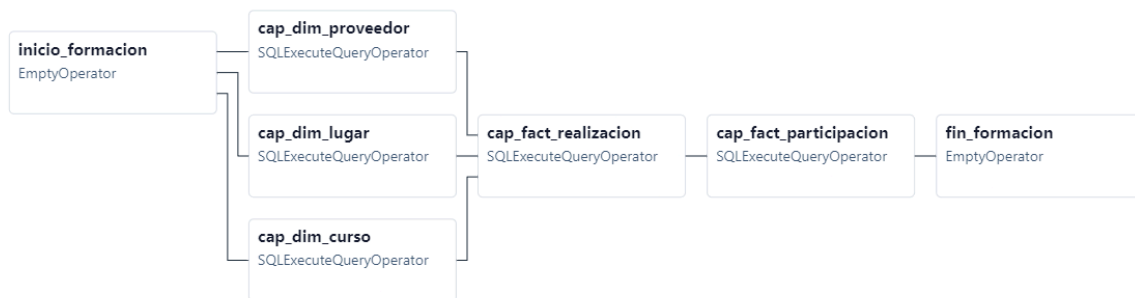 inicio_formacion
EmptyOperator
cap_dim_proveedor
SQLExecuteQueryOperator
cap_dim_lugar
SQLExecuteQueryOperator
cap_dim_curso
SQLExecuteQueryOperator
cap_fact_realizacion
SQLExecuteQueryOperator
cap_fact_participacion
SQLExecuteQueryOperator
fin_formacion
EmptyOperator